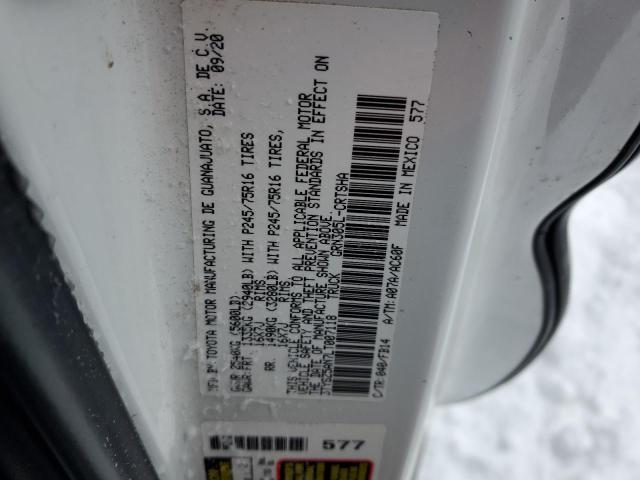 MFD BY TOYOTA MOTOR MANUFACTURING DE GUANAJUATO, S.A. DE C.V.
DATE: 09/20
GVWR 2540KG (5600LB)
GAWR:FRT. 1335KG (2940LB) WITH P245/75R16 TIRES
16X7J RIMS
RR. 1490KG (3280LB) WITH P245/75R16 TIRES,
16X7J RIMS
THIS VEHICLE CONFORMS TO ALL APPLICABLE FEDERAL MOTOR
VEHICLE SAFETY AND THEFT PREVENTION STANDARDS IN EFFECT ON
THE DATE OF MANUFACTURE SHOWN ABOVE.
TRUCK GRN305L-CRTSHA
C/TR:040/FB14 A/TM:A07A/AC60F MADE IN MEXICO 577
577